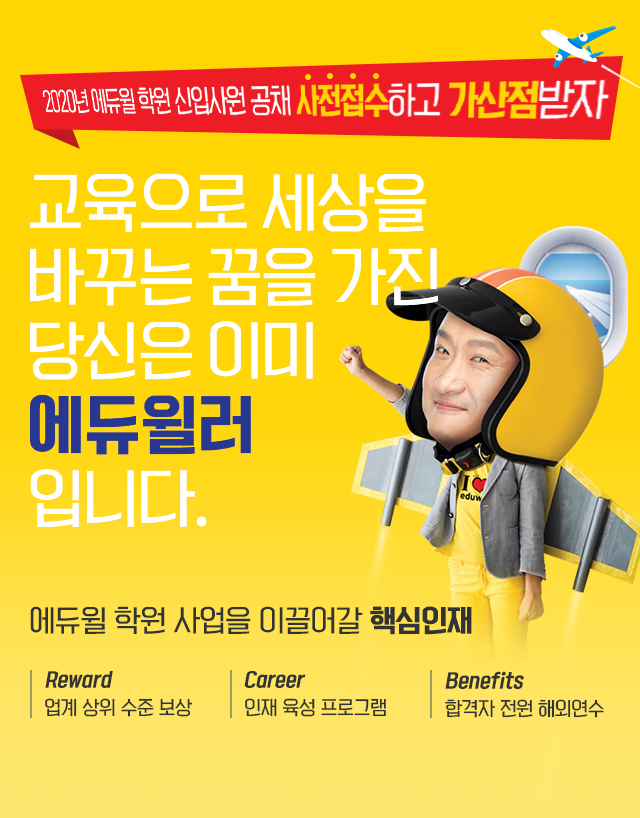 2020년 에듀윌 학원 신입사원 공채 사전접수하고 가산점받자
교육으로 세상을
바꾸는 꿈을 가진
당신은 이미
에듀윌러
입니다.
I
eduw
에듀윌 학원 사업을 이끌어갈 핵심인재
Reward
업계 상위 수준 보상
Career
인재 육성 프로그램
Benefits
합격자 전원 해외연수